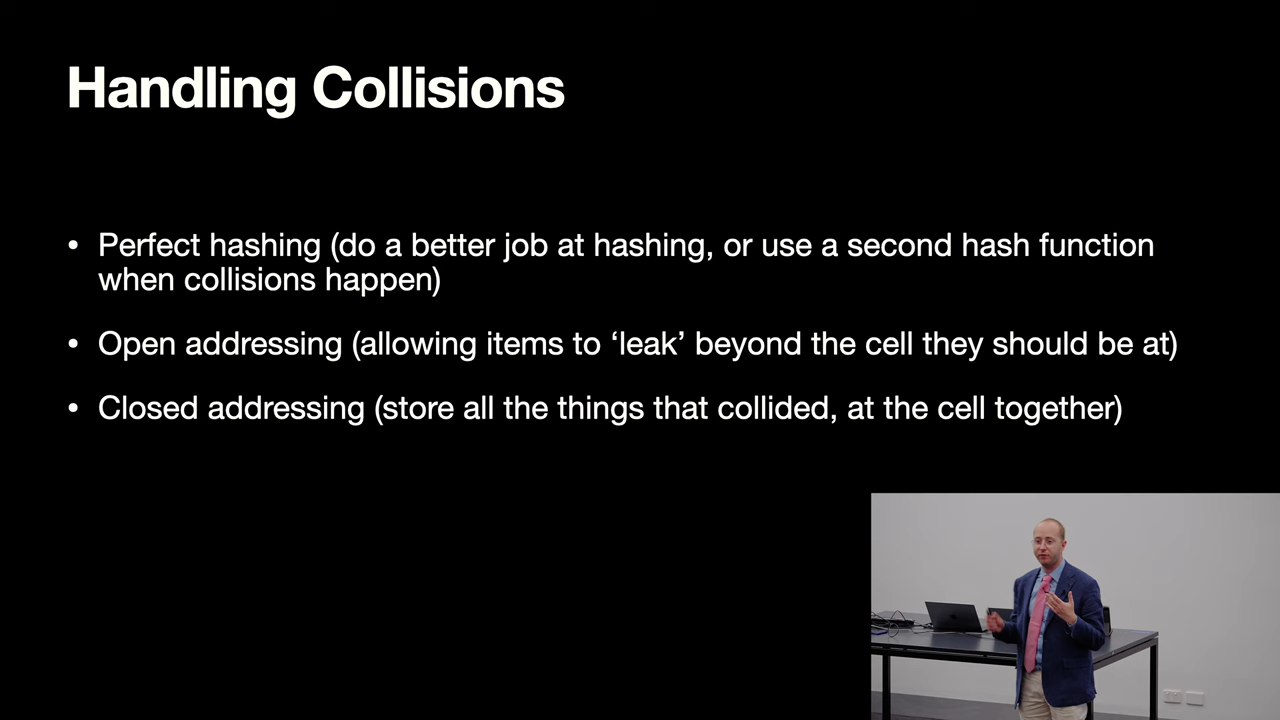 Handling Collisions
• Perfect hashing (do a better job at hashing, or use a second hash function
when collisions happen)
• Open addressing (allowing items to ‘leak’ beyond the cell they should be at)
• Closed addressing (store all the things that collided, at the cell together)